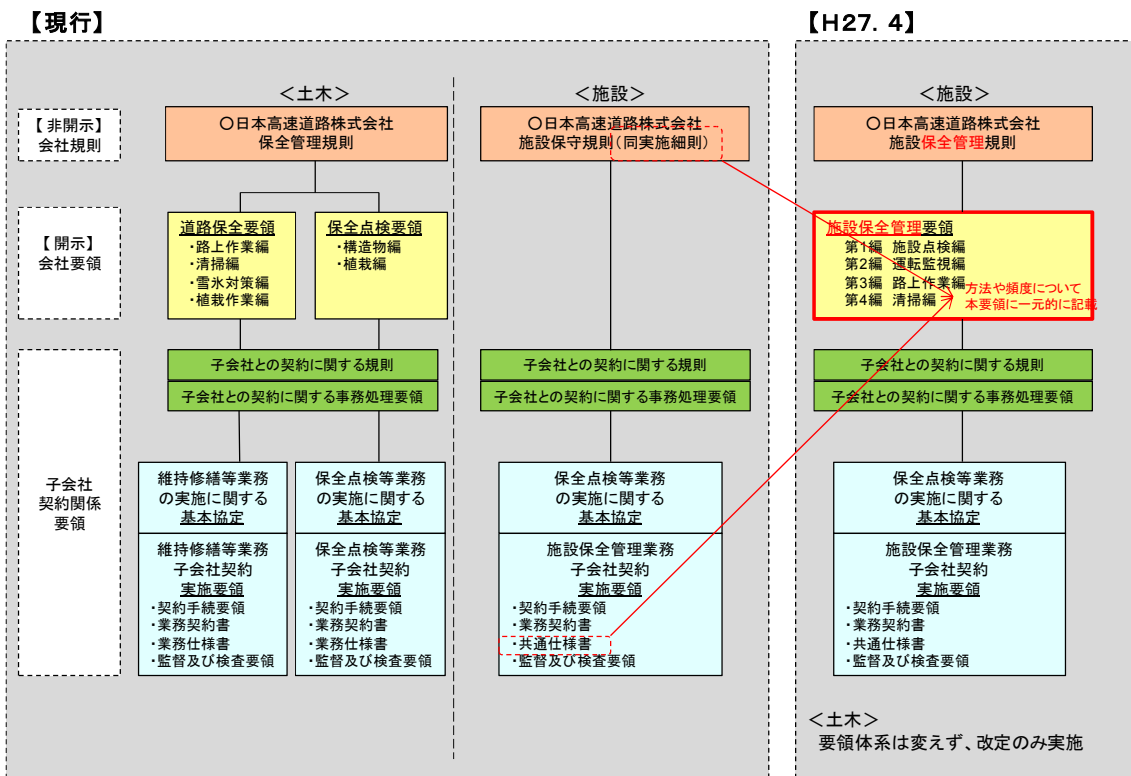 【現行】
【H27.4】
<土木>
<施設>
<施設>
【非開示】
会社規則
○日本高速道路株式会社
保全管理規則
○日本高速道路株式会社
施設保守規則(同実施細則)
○日本高速道路株式会社
施設保全管理規則
【開示】
会社要領
道路保全要領
・路上作業編
・清掃編
・雪氷対策編
・植栽作業編
保全点検要領
・構造物編
・植栽編
施設保全管理要領
第1編 施設点検編
第2編 運転監視編
第3編 路上作業編
第4編 清掃編
方法や頻度について
本要領に一元的に記載
子会社
契約関係
要領
子会社との契約に関する規則
子会社との契約に関する事務処理要領
子会社との契約に関する規則
子会社との契約に関する事務処理要領
子会社との契約に関する規則
子会社との契約に関する事務処理要領
維持修繕等業務
の実施に関する
基本協定
維持修繕等業務
子会社契約
実施要領
・契約手続要領
・業務契約書
・業務仕様書
・監督及び検査要領
保全点検等業務
の実施に関する
基本協定
保全点検等業務
子会社契約
実施要領
・契約手続要領
・業務契約書
・業務仕様書
・監督及び検査要領
保全点検等業務
の実施に関する
基本協定
施設保全管理業務
子会社契約
実施要領
・契約手続要領
・業務契約書
・共通仕様書
・監督及び検査要領
保全点検等業務
の実施に関する
基本協定
施設保全管理業務
子会社契約
実施要領
・契約手続要領
・業務契約書
・共通仕様書
・監督及び検査要領
<土木>
要領体系は変えず、改定のみ実施